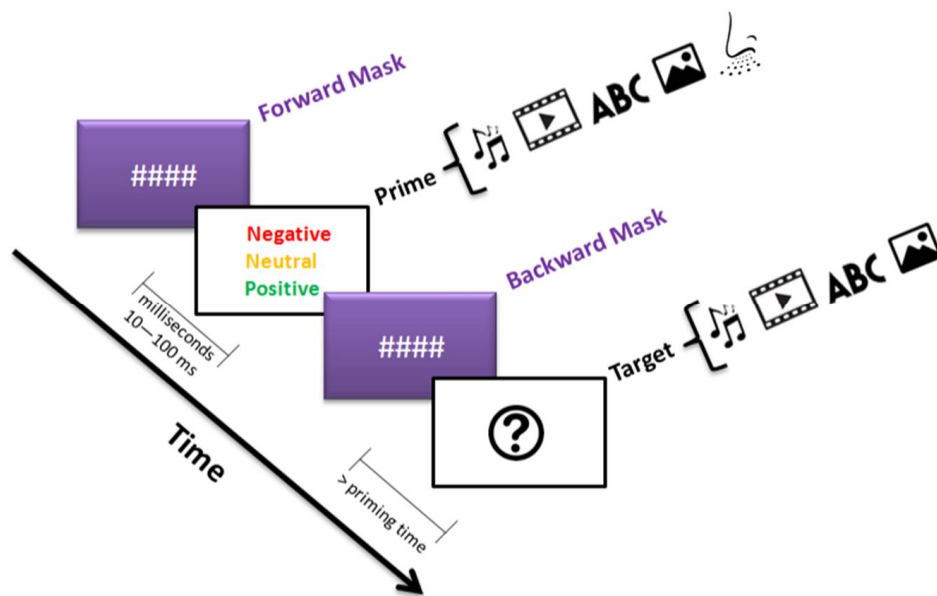 Forward Mask
####
Prime
ABC
Negative
Neutral
Positive
Backward Mask
####
milliseconds
10—100 ms
Target
ABC
?
Time
> priming time